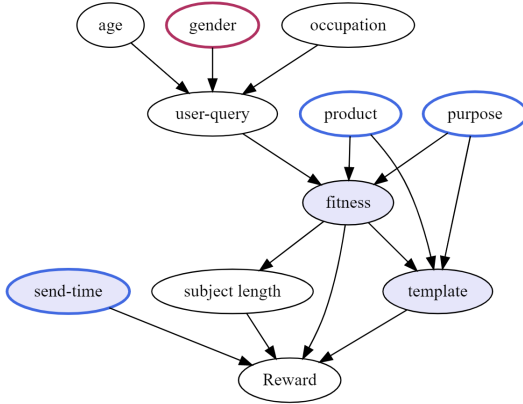 age
gender
occupation
user-query
product
purpose
fitness
send-time
subject length
template
Reward